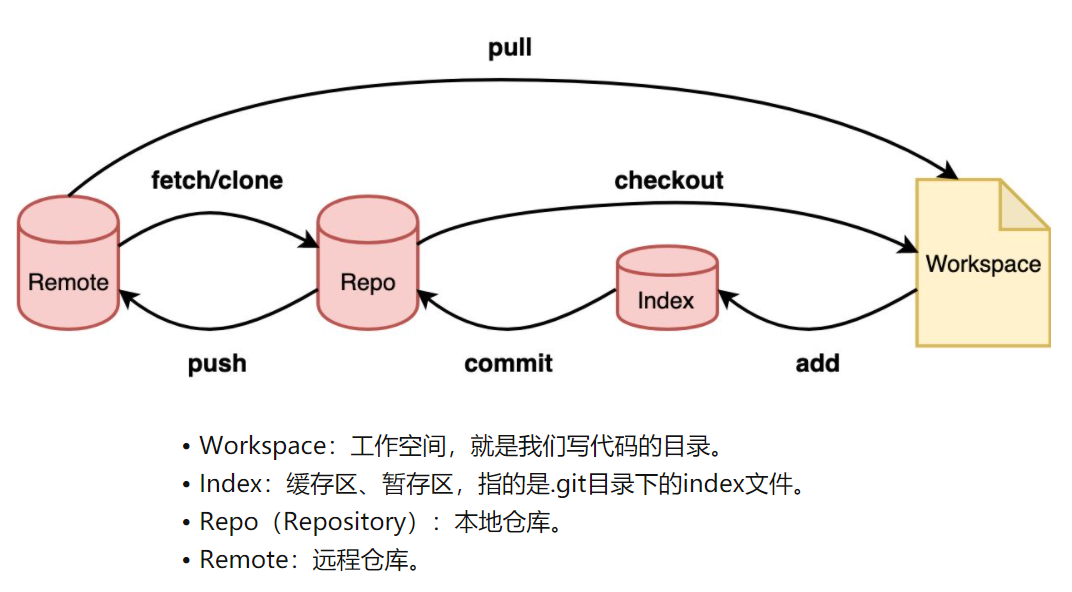 pull
fetch/clone
checkout
Remote
Repo
Index
Workspace
push
commit
add
• Workspace：工作空间，就是我们写代码的目录。
• Index：缓存区、暂存区，指的是.git目录下的index文件。
• Repo（Repository）：本地仓库。
• Remote：远程仓库。